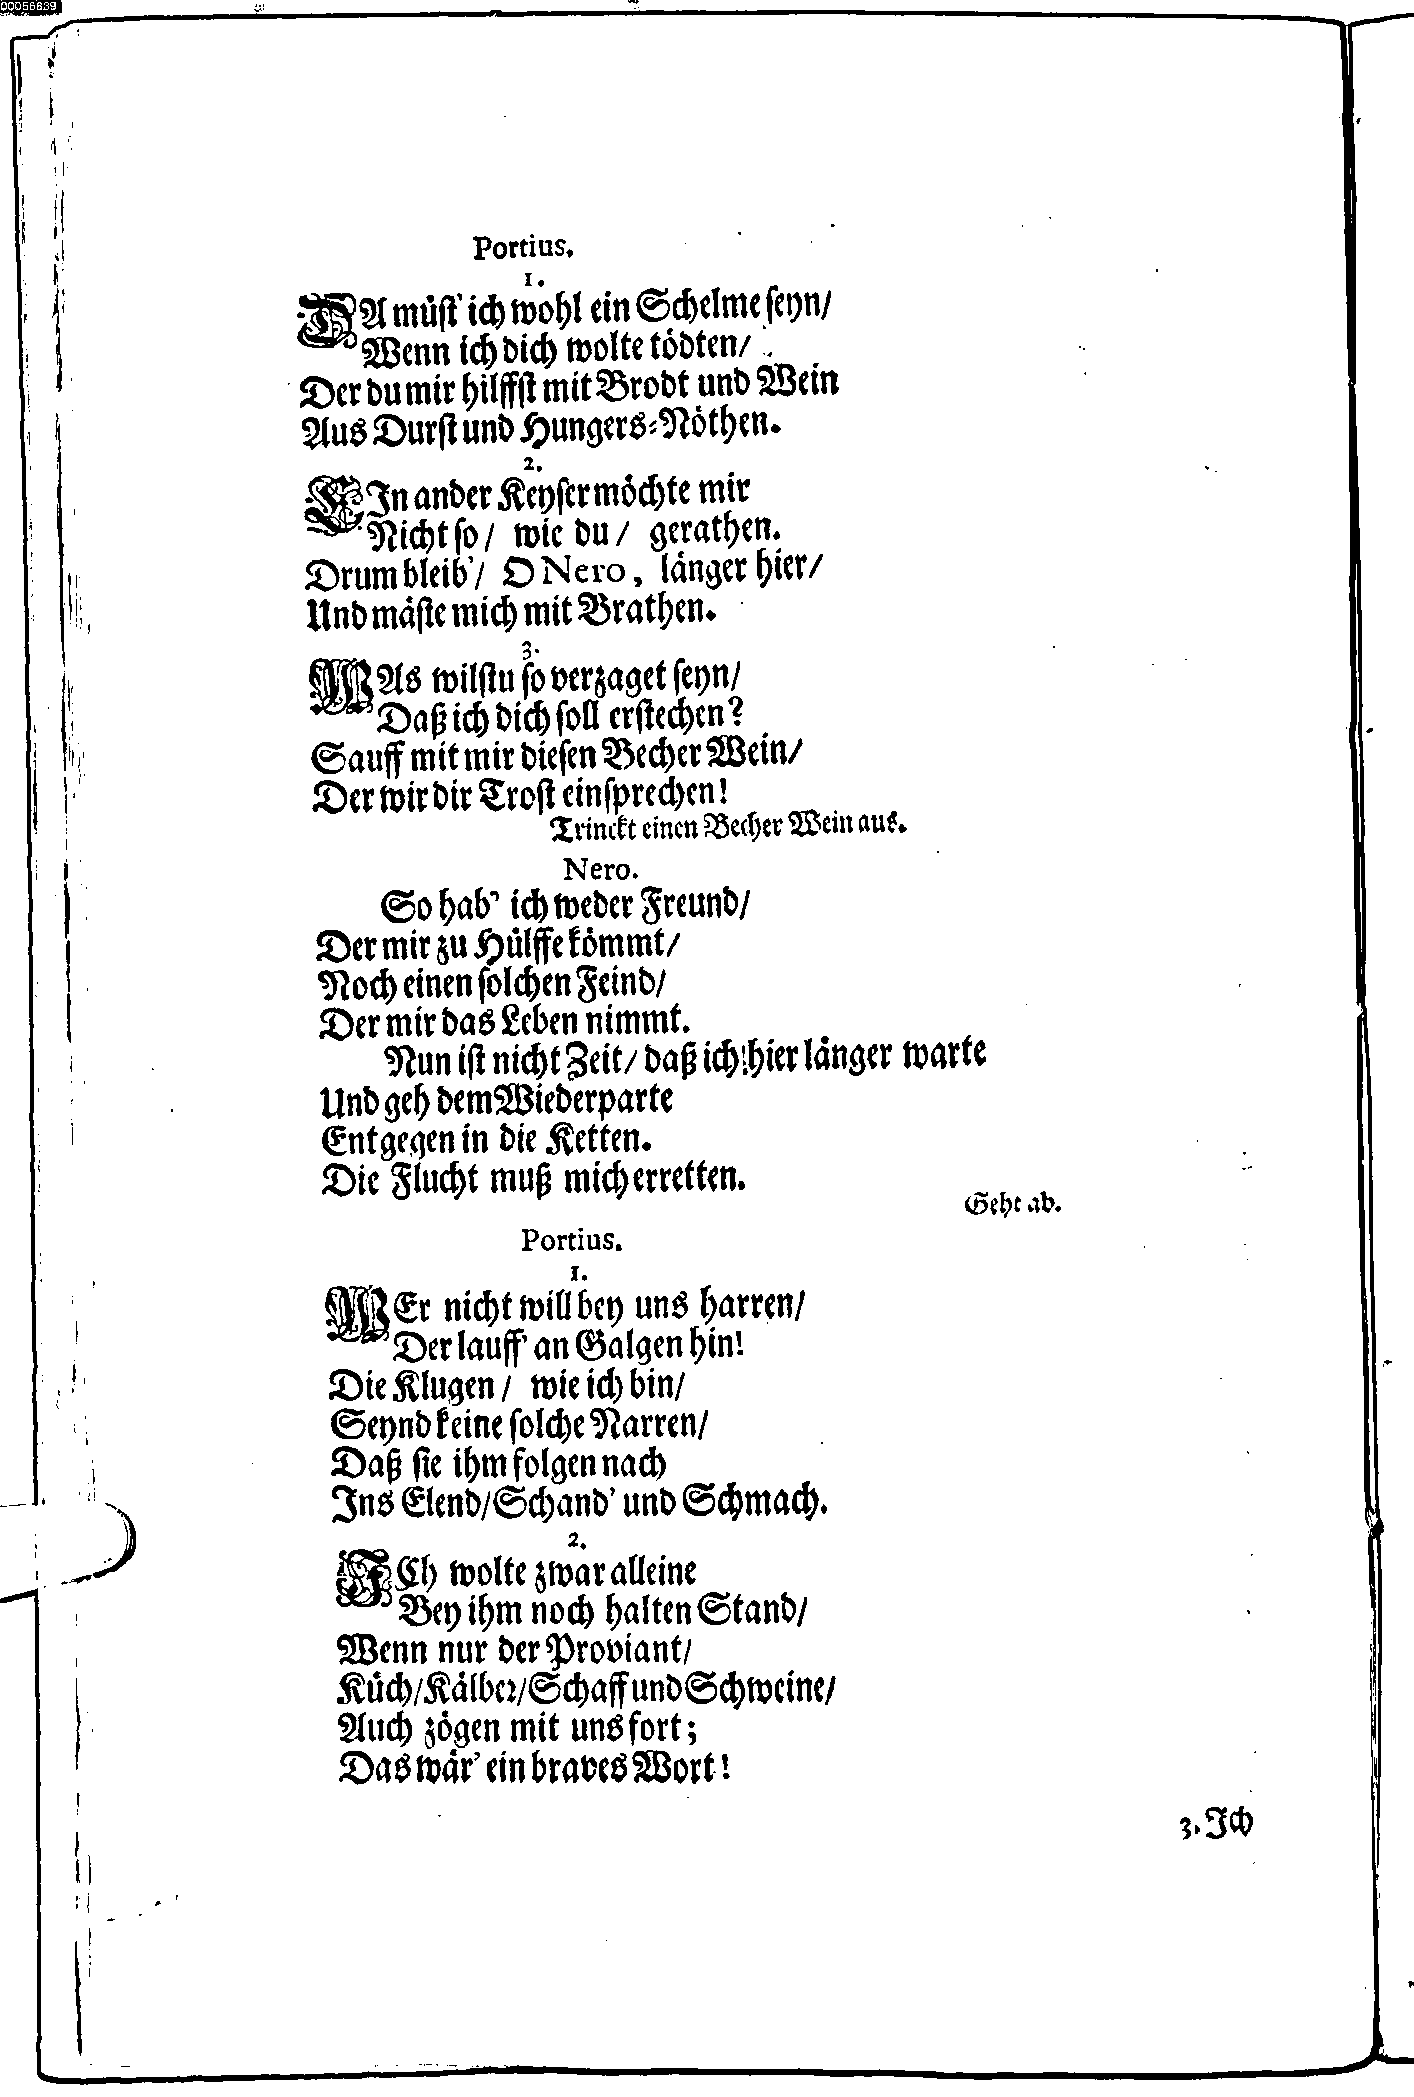 00056639
Portius.
1.
DA müst' ich wohl ein Schelme seyn/
Wenn ich dich wolte tödten/
Der du mir hilffst mit Brodt und Wein
Aus Durst und Hungers-Nöthen.
2.
EIn ander Keyser möchte mir
Nicht so/ wie du/ gerathen.
Drum bleib'/ O Nero, länger hier/
Und mäste mich mit Brathen.
3.
WAs wilstu so verzaget seyn/
Daß ich dich soll erstechen?
Sauff mit mir diesen Becher Wein/
Der wir dir Trost einsprechen!
Trinckt einen Becher Wein aus.
Nero.
So hab' ich weder Freund/
Der mir zu Hülffe kömmt/
Noch einen solchen Feind/
Der mir das Leben nimmt.
Nun ist nicht Zeit/ daß ich hier länger warte
Und geh dem Wiederparte
Entgegen in die Ketten.
Die Flucht muß mich erretten.
Geht ab.
Portius.
1.
WEr nicht will bey uns harren/
Der lauff' an Galgen hin!
Die Klugen/ wie ich bin/
Seynd keine solche Narren/
Daß sie ihm folgen nach
Ins Elend/ Schand' und Schmach.
2.
ICh wolte zwar alleine
Bey ihm noch halten Stand/
Wenn nur der Proviant/
Küch/ Kälber/ Schaff und Schweine/
Auch zögen mit uns fort;
Das wär' ein braves Wort!
3. Ich